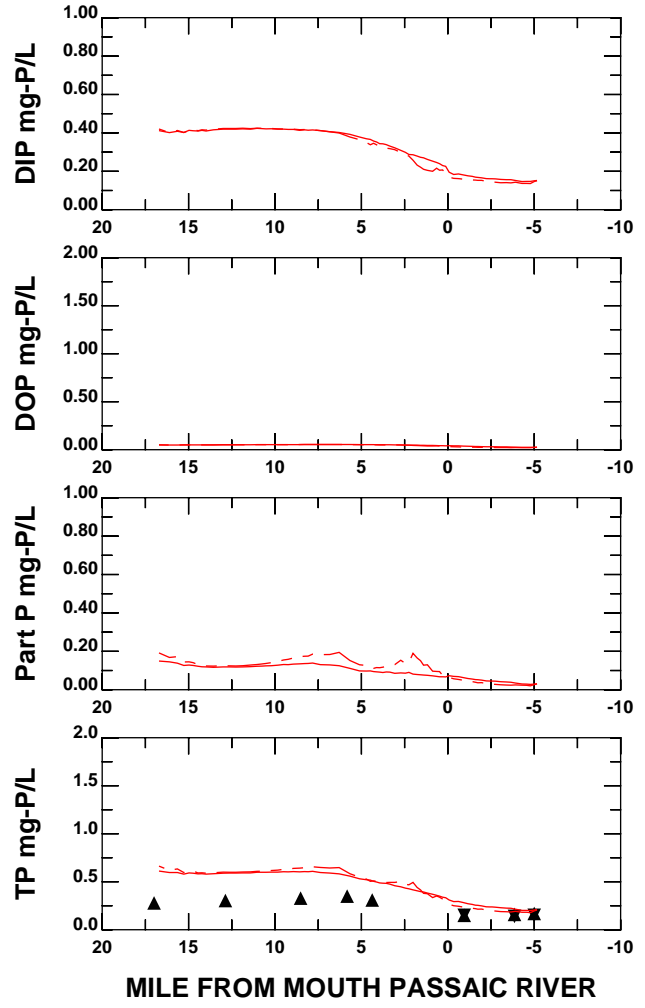 DIP mg-P/L
1.00
0.80
0.60
0.40
0.20
0.00
20 15 10 5 0 -5 -10
DOP mg-P/L
2.00
1.50
1.00
0.50
0.00
20 15 10 5 0 -5 -10
Part P mg-P/L
1.00
0.80
0.60
0.40
0.20
0.00
20 15 10 5 0 -5 -10
TP mg-P/L
2.0
1.5
1.0
0.5
0.0
20 15 10 5 0 -5 -10
MILE FROM MOUTH PASSAIC RIVER